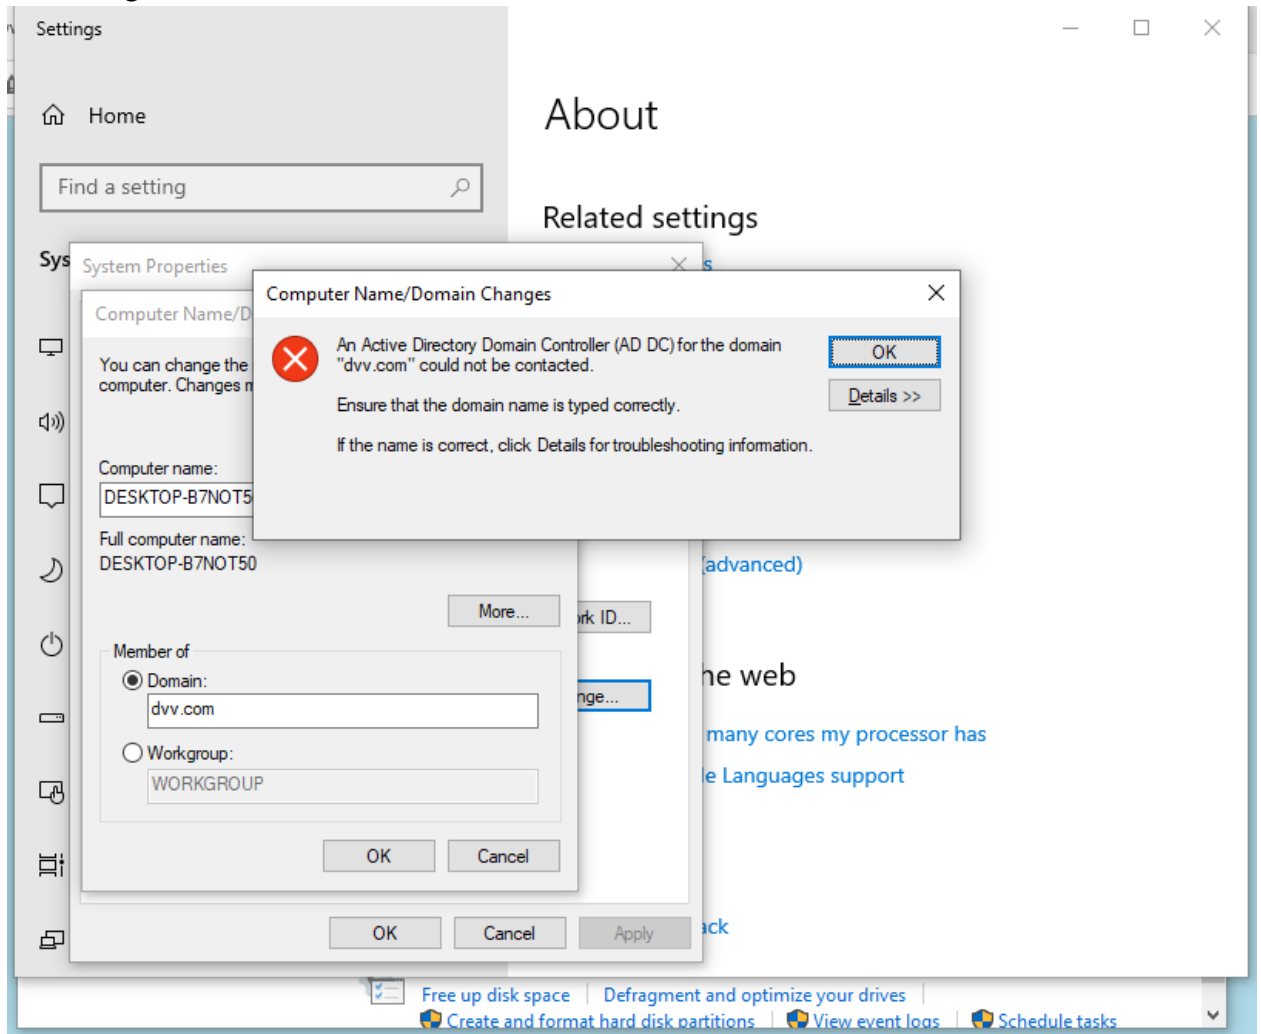 Settings
Home
Find a setting
About
Related settings
Sys
System Properties
s
Computer Name/D
Computer Name/Domain Changes
An Active Directory Domain Controller (AD DC) for the domain
"dvv.com" could not be contacted.
Ensure that the domain name is typed correctly.
If the name is correct, click Details for troubleshooting information.
OK
Details >>
You can change the
computer. Changes m
Computer name:
DESKTOP-B7NOT5
Full computer name:
DESKTOP-B7NOT50
(advanced)
More...
ork ID...
Member of
Domain:
dvv.com
nge...
Workgroup:
WORKGROUP
he web
many cores my processor has
le Languages support
OK
Cancel
OK
Cancel
Apply
ack
Free up disk space
Defragment and optimize your drives
Create and format hard disk partitions
View event logs
Schedule tasks